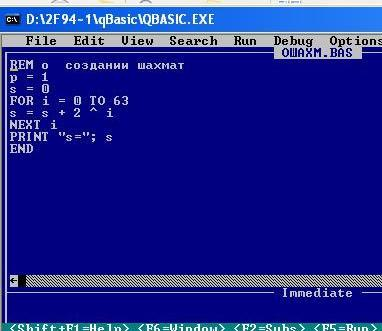 D:\2F94-1\qBasic\QBASIC.EXE
File Edit View Search Run Debug Options
ОШАХМ.BAS
REM о создании шахмат
p = 1
s = 0
FOR i = 0 TO 63
s = s + 2 ^ i
NEXT i
PRINT "s="; s
END
Immediate
<Shift+F1=Help> <F6=Window> <F2=Subs> <F5=Run>